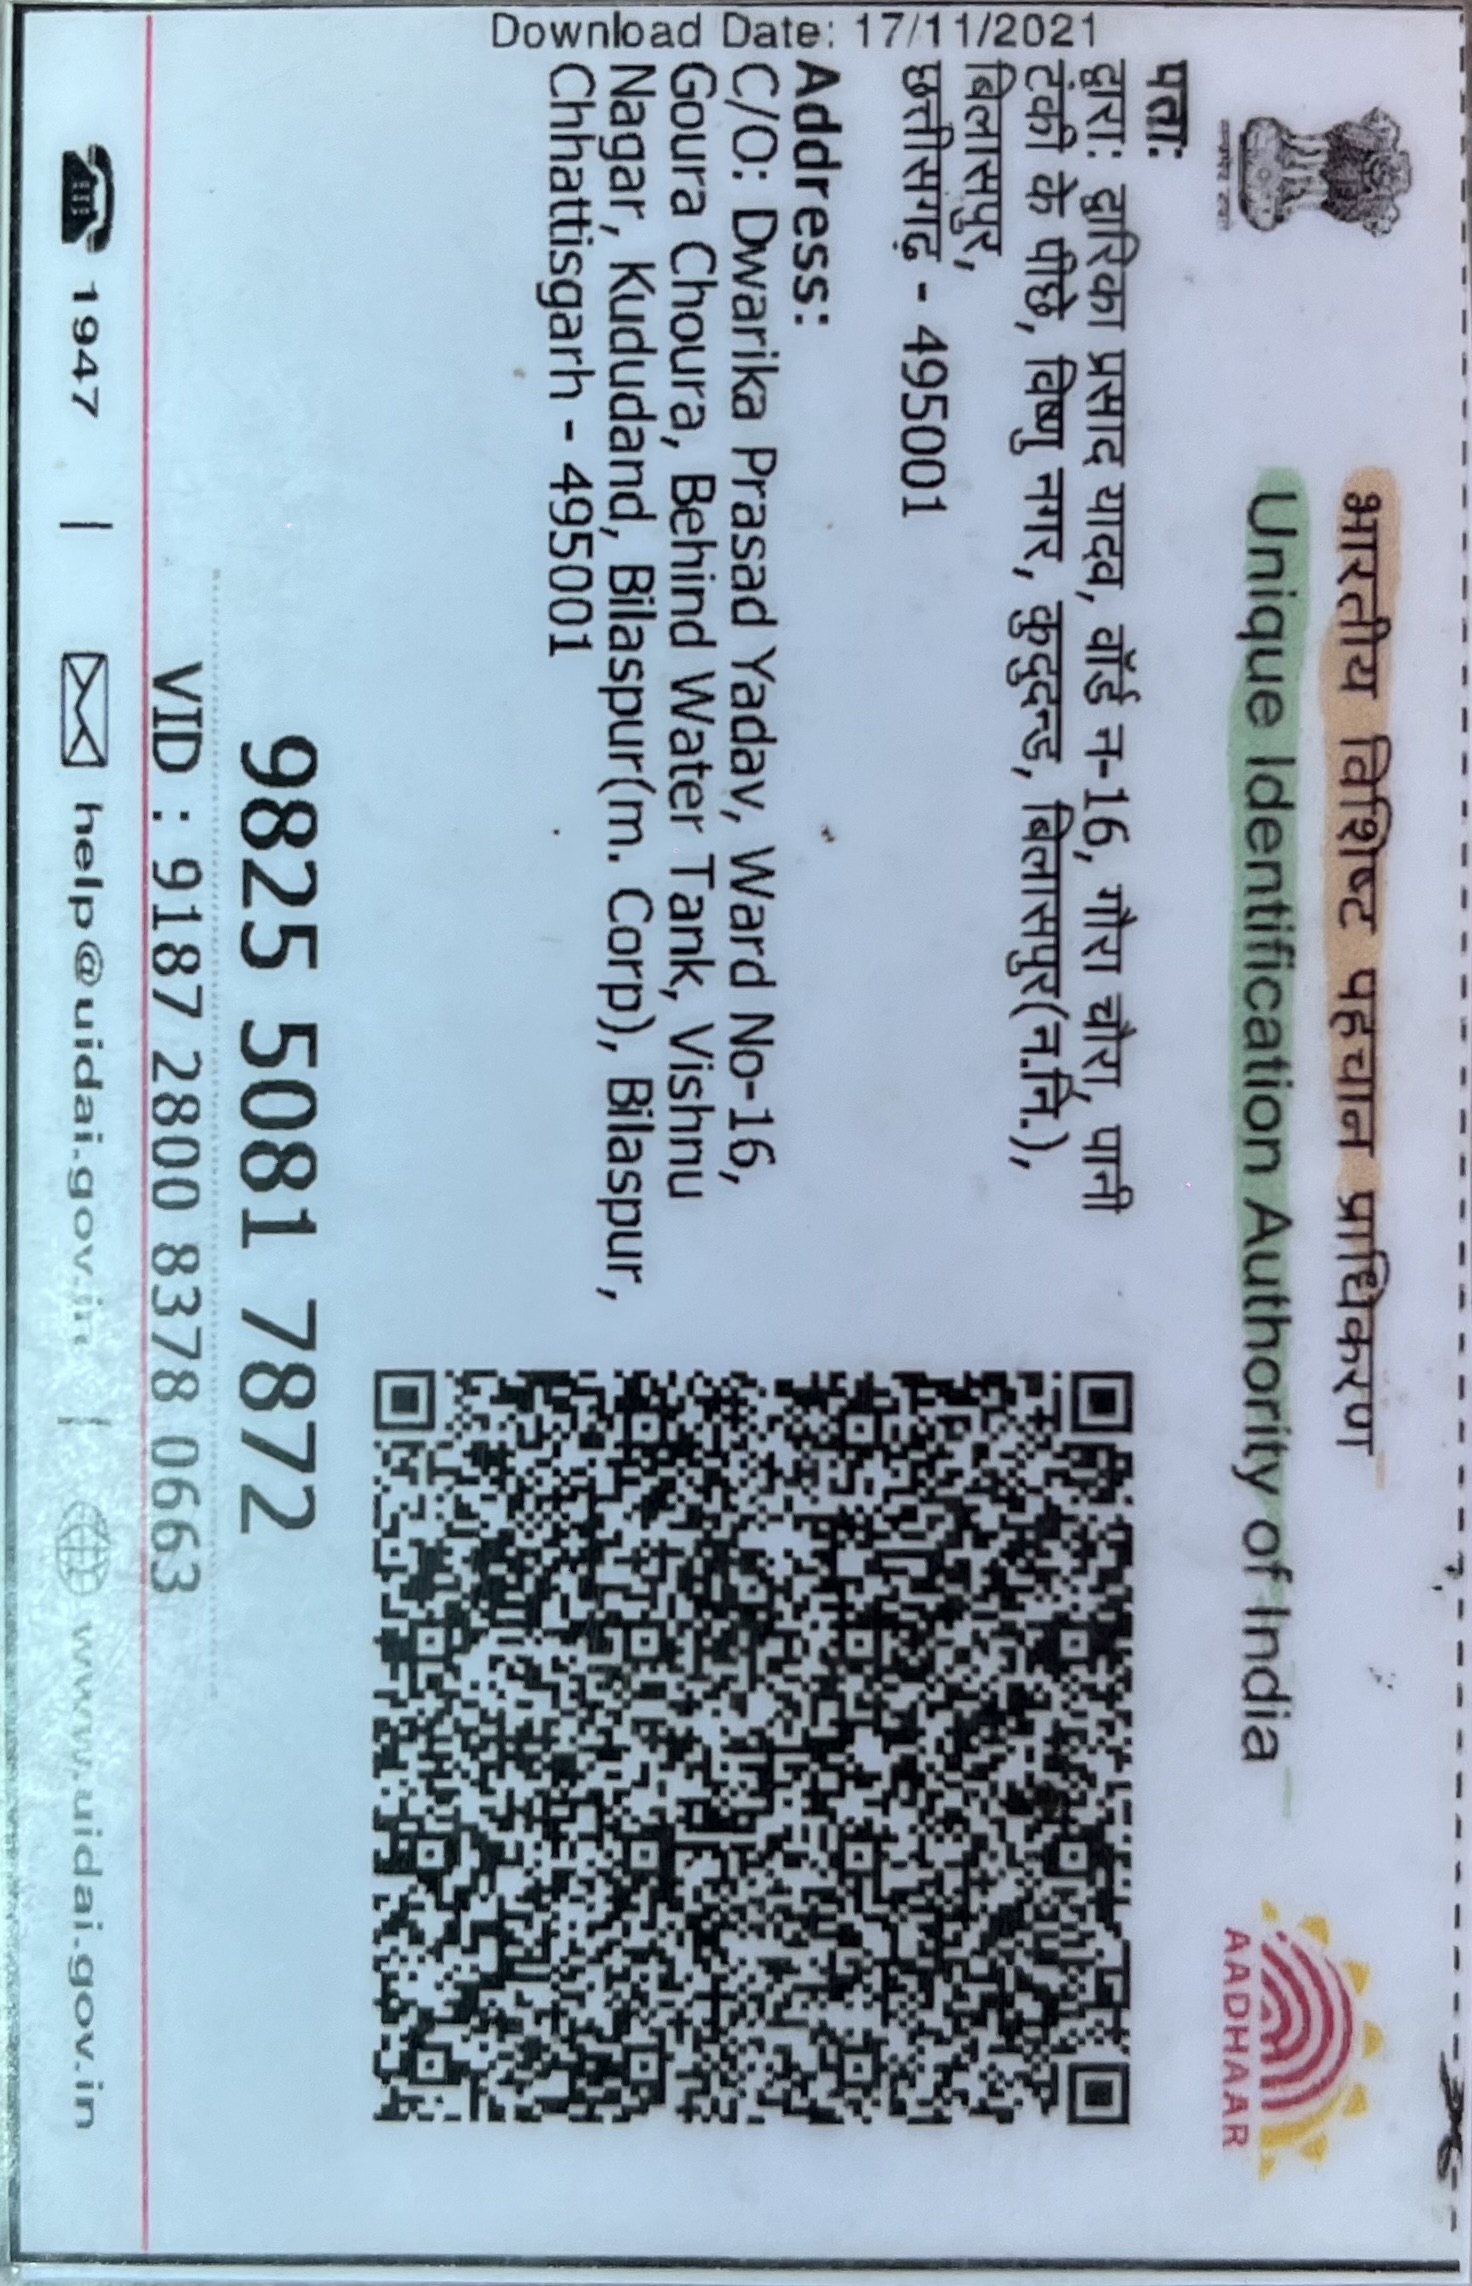 भारतीय विशिष्ट पहचान प्राधिकरण
Unique Identification Authority of India
AADHAAR
पता:
द्वारा: द्वारिका प्रसाद यादव, वॉर्ड न-16, गौरा चौरा, पानी
टंकी के पीछे, विष्णु नगर, कुदुदन्ड, बिलासपुर(न.नि.),
बिलासपुर,
छत्तीसगढ़ - 495001
Address:
C/O: Dwarika Prasad Yadav, Ward No-16,
Goura Choura, Behind Water Tank, Vishnu
Nagar, Kududand, Bilaspur(m. Corp), Bilaspur,
Chhattisgarh - 495001
Download Date: 17/11/2021
9825 5081 7872
VID : 9187 2800 8378 0663
1947 | help@uidai.gov.in | www.uidai.gov.in